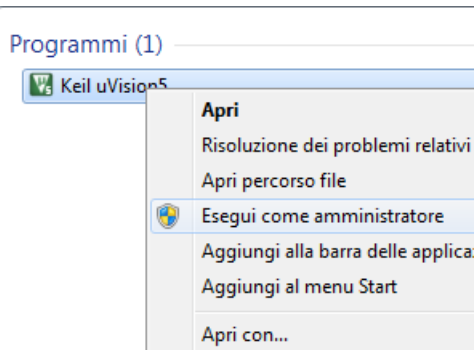 Programmi (1)
Keil uVision5
Apri
Risoluzione dei problemi relativi
Apri percorso file
Esegui come amministratore
Aggiungi alla barra delle applica
Aggiungi al menu Start
Apri con...